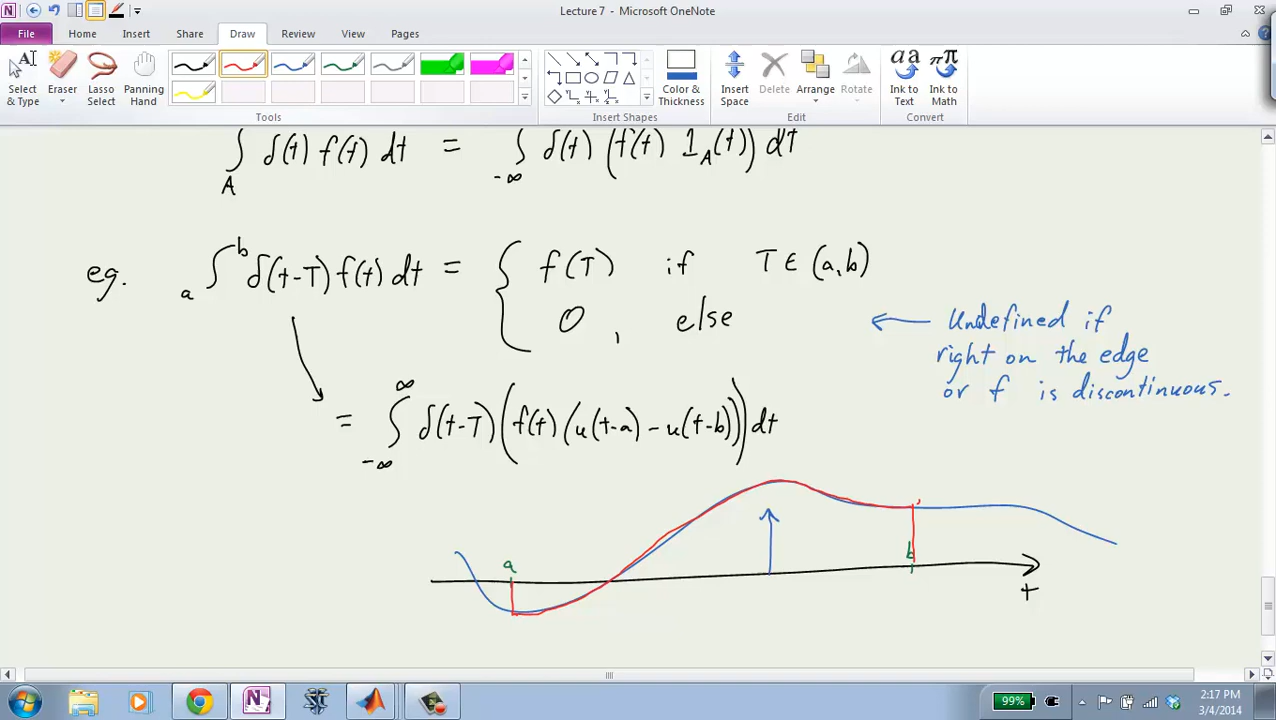 Lecture 7 - Microsoft OneNote
File Home Insert Share Draw Review View Pages
Select & Type
Eraser
Lasso Select
Panning Hand
Color & Thickness
Insert Space
Delete
Arrange
Rotate
Ink to Text
Ink to Math
Tools Insert Shapes Edit Convert
∫_A δ(t) f(t) dt = ∫_{-∞} δ(t) (f(t) 1_A(t)) dt
eg. ∫_a^b δ(t-T) f(t) dt = { f(T) if T ∈ (a,b)
0, else
← Undefined if
right on the edge
or f is discontinuous.
= ∫_{-∞}^{∞} δ(t-T) (f(t) (u(t-a) - u(t-b))) dt
a
b
t
99%
2:17 PM
3/4/2014